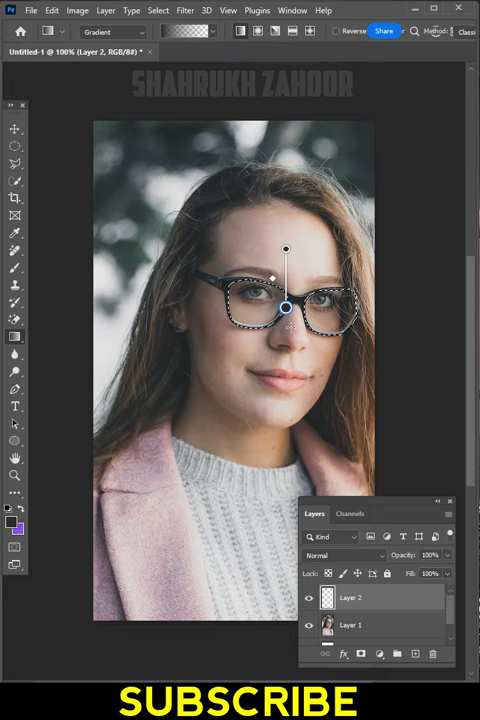 Ps File Edit Image Layer Type Select Filter 3D View Plugins Window Help
Gradient Reverse Share Method: Classi
Untitled-1 @ 100% (Layer 2, RGB/8#) * ×
SHAHRUKH ZAHOOR
Layers Channels
Kind
Normal Opacity: 100%
Lock: Fill: 100%
Layer 2
Layer 1
SUBSCRIBE